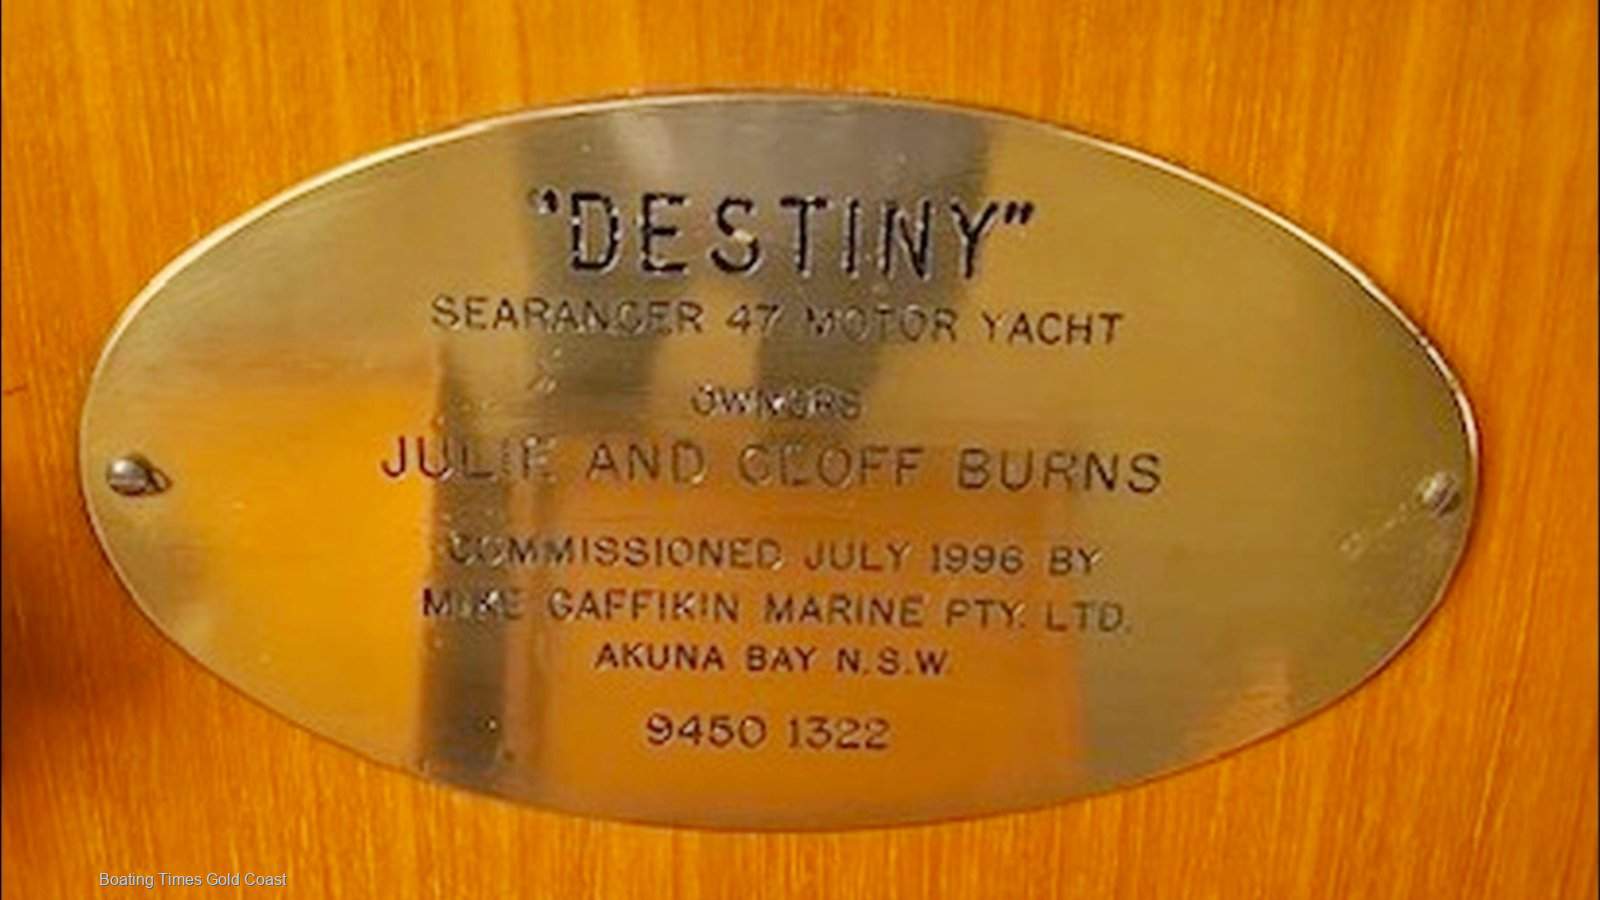 "DESTINY"
SEARANGER 47 MOTOR YACHT
OWNERS
JULIE AND GEOFF BURNS
COMMISSIONED JULY 1996 BY
MIKE GAFFIKIN MARINE PTY. LTD.
AKUNA BAY N.S.W.
9450 1322
Boating Times Gold Coast